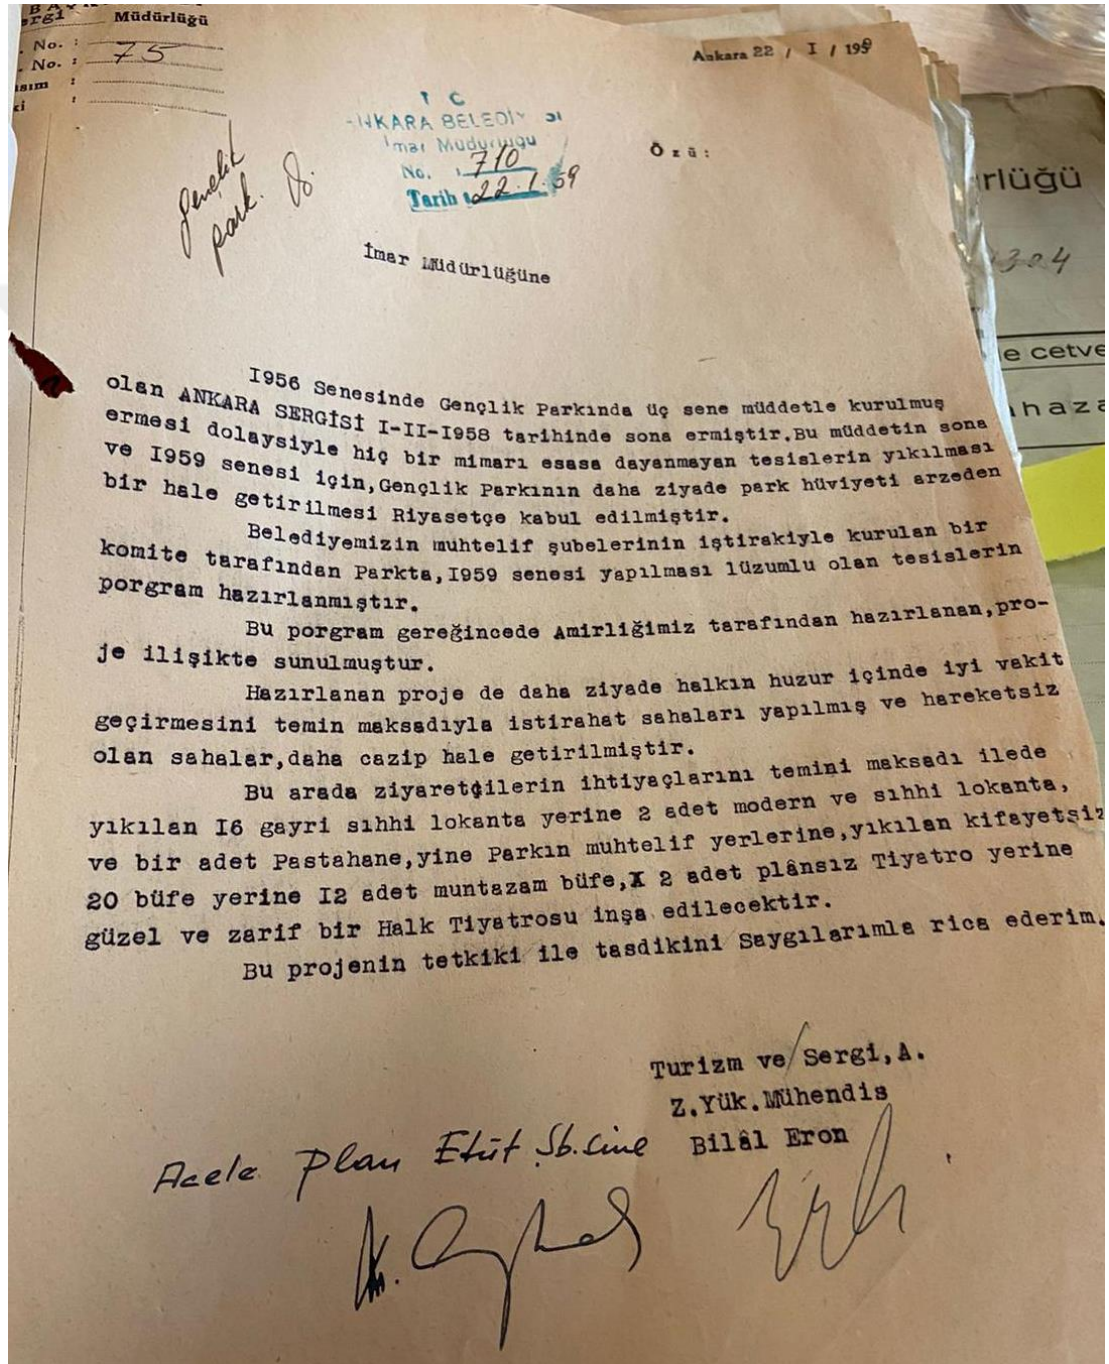 Müdürlüğü
No. :
No. : 75
Ankara 22 / I / 1959
T C
ANKARA BELEDİYESİ
İmar Müdürlüğü
No. : 710
Tarih : 22.1.59
Özü :
Gençlik
park.
rlüğü
1304
e cetve
haza
İmar Müdürlüğüne
I956 Senesinde Gençlik Parkında üç sene müddetle kurulmuş
olan ANKARA SERGİSİ I-II-I958 tarihinde sona ermiştir.Bu müddetin sona
ermesi dolaysiyle hiç bir mimarı esasa dayanmayan tesislerin yıkılması
ve I959 senesi için,Gençlik Parkının daha ziyade park hüviyeti arzeden
bir hale getirilmesi Riyasetçe kabul edilmiştir.
Belediyemizin muhtelif şubelerinin iştirakiyle kurulan bir
komite tarafından Parkta,I959 senesi yapılması lüzumlu olan tesislerin
porgram hazırlanmıştır.
Bu porgram gereğincede Amirliğimiz tarafından hazırlanan,pro-
je ilişikte sunulmuştur.
Hazırlanan proje de daha ziyade halkın huzur içinde iyi vakit
geçirmesini temin maksadıyla istirahat sahaları yapılmış ve hareketsiz
olan sahalar,daha cazip hale getirilmiştir.
Bu arada ziyaretçilerin ihtiyaçlarını temini maksadı ilede
yıkılan I6 gayri sıhhi lokanta yerine 2 adet modern ve sıhhi lokanta,
ve bir adet Pastahane,yine Parkın muhtelif yerlerine,yıkılan kifayetsiz
20 büfe yerine I2 adet muntazam büfe,X 2 adet plânsız Tiyatro yerine
güzel ve zarif bir Halk Tiyatrosu inşa edilecektir.
Bu projenin tetkiki ile tasdikini Saygılarımla rica ederim.
Turizm ve Sergi,A.
Z.Yük.Mühendis
Bilâl Eron
Acele Plan Etüt Şb.sine